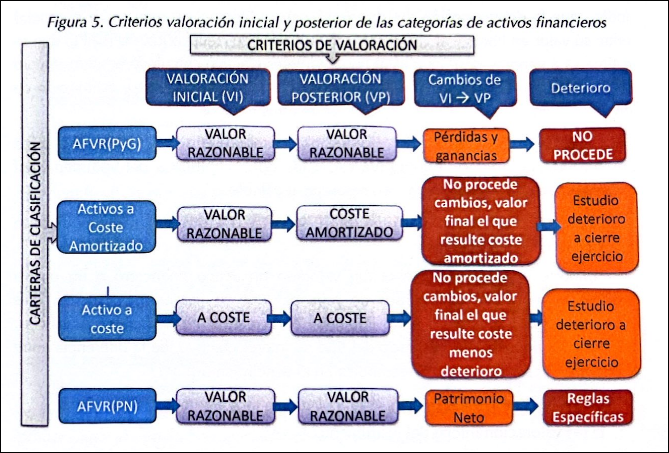 Figura 5. Criterios valoración inicial y posterior de las categorías de activos financieros
CRITERIOS DE VALORACIÓN
VALORACIÓN
INICIAL (VI)
VALORACIÓN
POSTERIOR (VP)
Cambios de
VI → VP
Deterioro
CARTERAS DE CLASIFICACIÓN
AFVR(PyG)
VALOR
RAZONABLE
VALOR
RAZONABLE
Pérdidas y
ganancias
NO
PROCEDE
Activos a
Coste
Amortizado
VALOR
RAZONABLE
COSTE
AMORTIZADO
No procede
cambios, valor
final el que
resulte coste
amortizado
Estudio
deterioro
a cierre
ejercicio
Activo a
coste
A COSTE
A COSTE
No procede
cambios, valor
final el que
resulte coste
menos
deterioro
Estudio
deterioro a
cierre
ejercicio
AFVR(PN)
VALOR
RAZONABLE
VALOR
RAZONABLE
Patrimonio
Neto
Reglas
Específicas